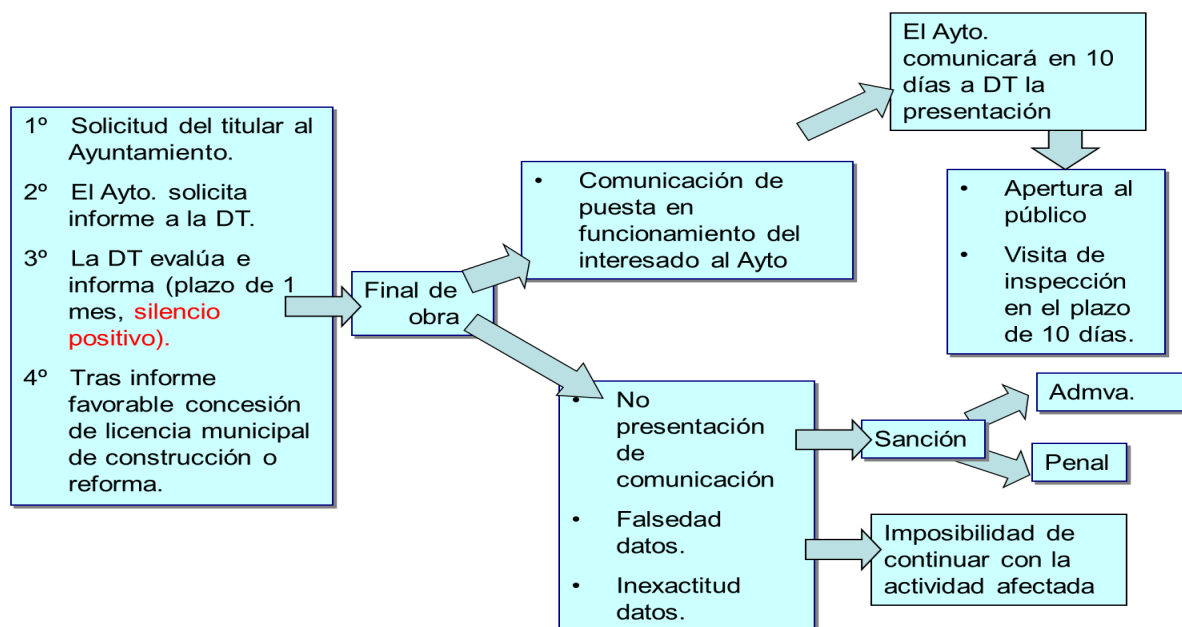 1º Solicitud del titular al
Ayuntamiento.
2º El Ayto. solicita
informe a la DT.
3º La DT evalúa e
informa (plazo de 1
mes, silencio
positivo).
4º Tras informe
favorable concesión
de licencia municipal
de construcción o
reforma.
Final de
obra
• Comunicación de
puesta en
funcionamiento del
interesado al Ayto
El Ayto.
comunicará en 10
días a DT la
presentación
• Apertura al
público
• Visita de
inspección
en el plazo
de 10 días.
• No
presentación
de
comunicación
• Falsedad
datos.
• Inexactitud
datos.
Sanción
Admva.
Penal
Imposibilidad de
continuar con la
actividad afectada